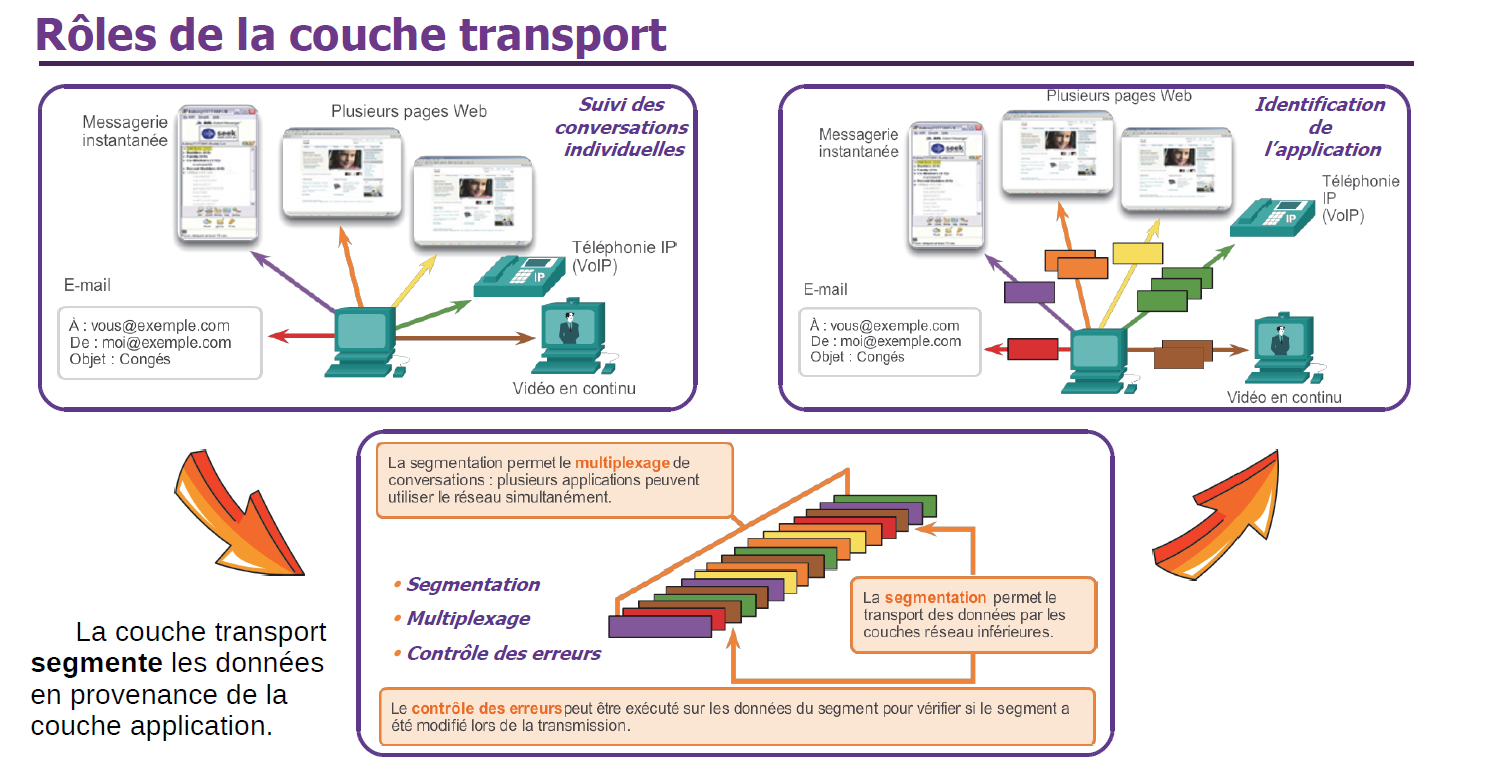 Rôles de la couche transport
Messagerie
instantanée
seek
Plusieurs pages Web
Suivi des
conversations
individuelles
Téléphonie IP
(VoIP)
IP
E-mail
À : vous@exemple.com
De : moi@exemple.com
Objet : Congés
Vidéo en continu
Plusieurs pages Web
Identification
de
l'application
Messagerie
instantanée
seek
Téléphonie
IP
(VoIP)
IP
E-mail
À : vous@exemple.com
De : moi@exemple.com
Objet : Congés
Vidéo en continu
La couche transport
segmente les données
en provenance de la
couche application.
La segmentation permet le multiplexage de
conversations : plusieurs applications peuvent
utiliser le réseau simultanément.
• Segmentation
• Multiplexage
• Contrôle des erreurs
La segmentation permet le
transport des données par les
couches réseau inférieures.
Le contrôle des erreurs peut être exécuté sur les données du segment pour vérifier si le segment a
été modifié lors de la transmission.